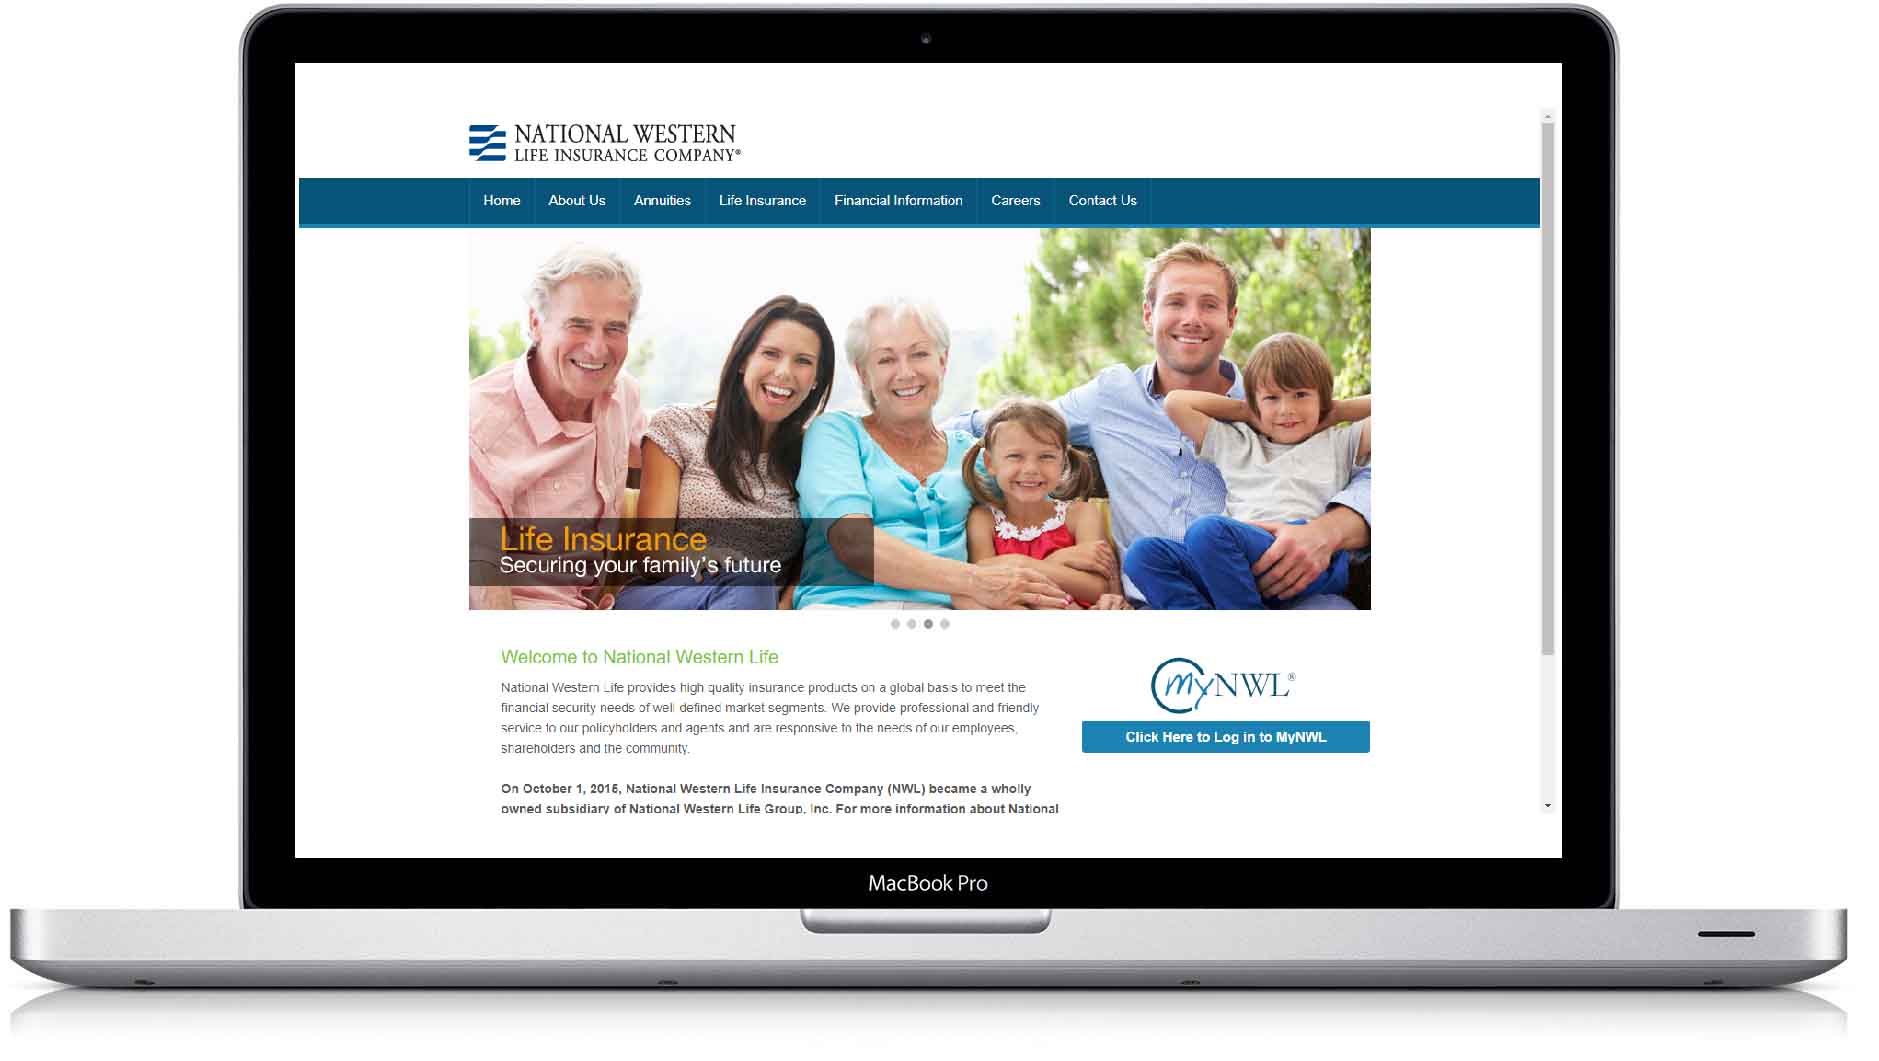 NATIONAL WESTERN
LIFE INSURANCE COMPANY®
Home About Us Annuities Life Insurance Financial Information Careers Contact Us
Life Insurance
Securing your family's future
Welcome to National Western Life
National Western Life provides high quality insurance products on a global basis to meet the
financial security needs of well defined market segments. We provide professional and friendly
service to our policyholders and agents and are responsive to the needs of our employees,
shareholders and the community.
On October 1, 2015, National Western Life Insurance Company (NWL) became a wholly
owned subsidiary of National Western Life Group, Inc. For more information about National
myNWL®
Click Here to Log in to MyNWL
MacBook Pro